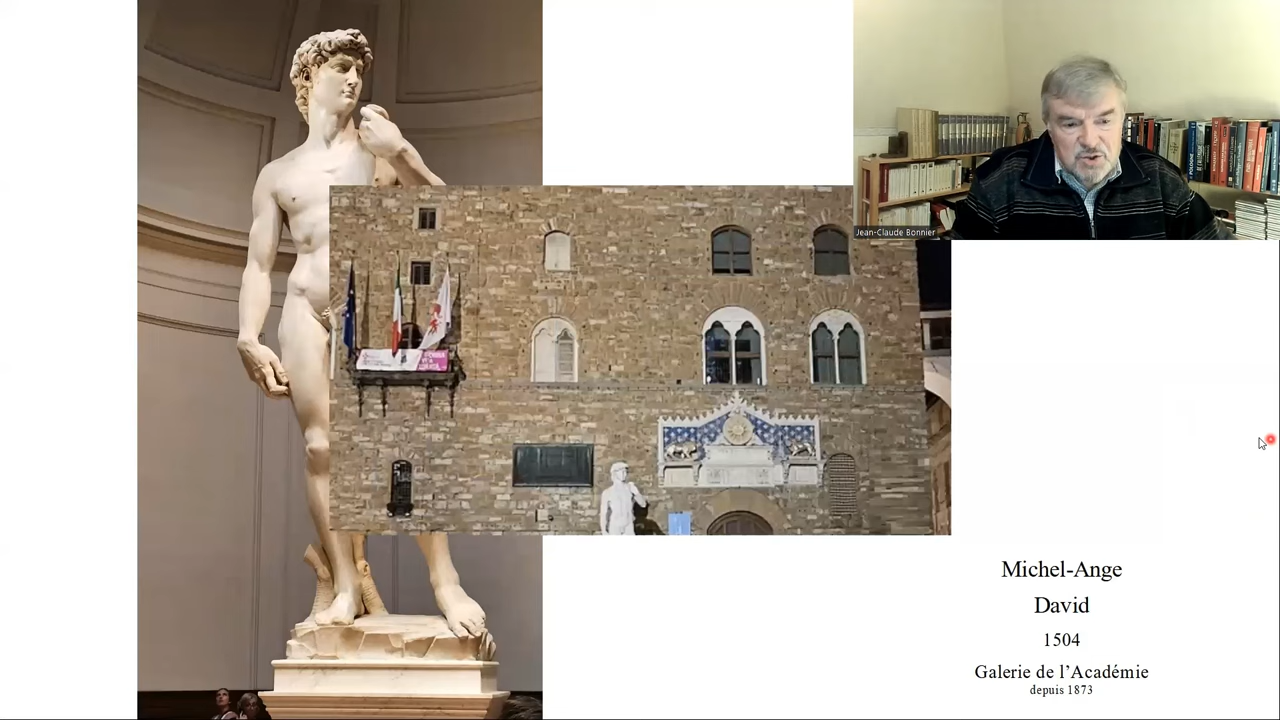 Jean-Claude Bonnier
Michel-Ange
David
1504
Galerie de l'Académie
depuis 1873